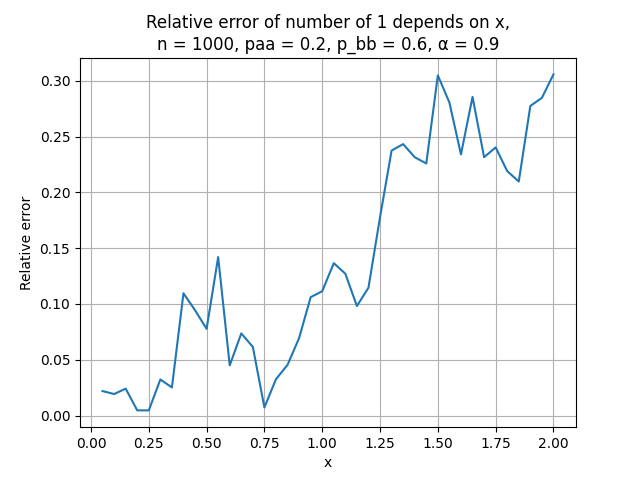 Relative error of number of 1 depends on x,
n = 1000, paa = 0.2, p_bb = 0.6, α = 0.9
0.30
0.25
0.20
0.15
0.10
0.05
0.00
Relative error
0.00 0.25 0.50 0.75 1.00 1.25 1.50 1.75 2.00
x